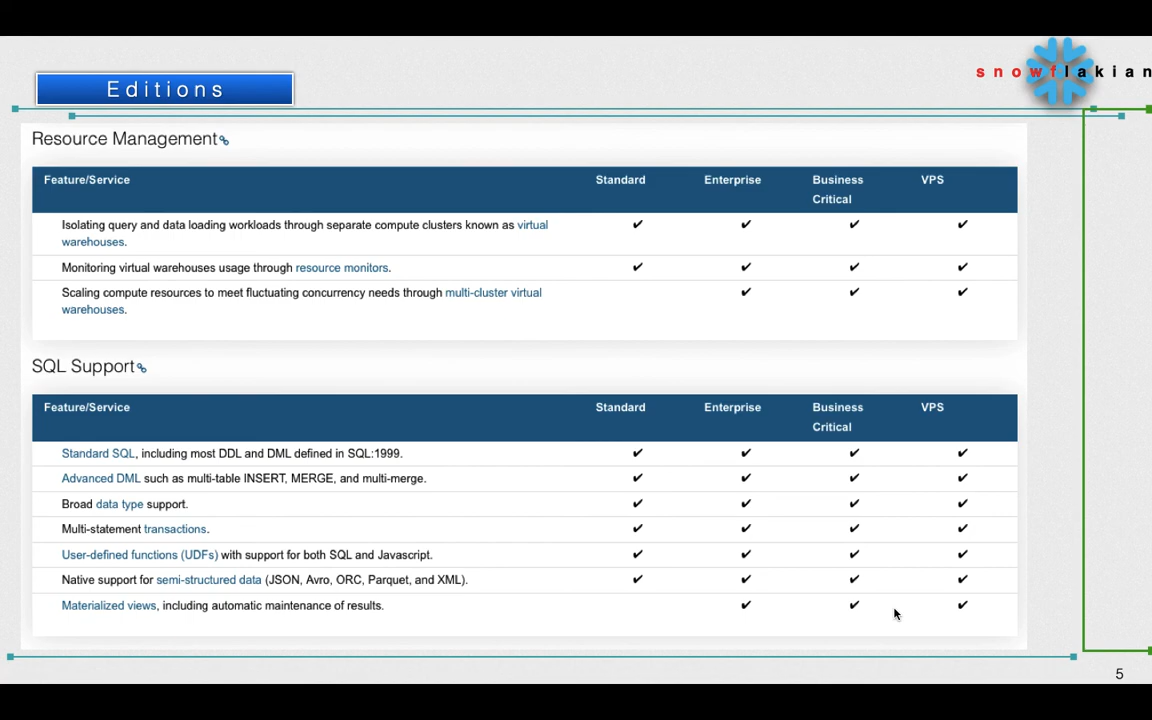 Editions
snowflakian
Resource Management
Feature/Service Standard Enterprise Business Critical VPS
Isolating query and data loading workloads through separate compute clusters known as virtual
warehouses. ✔ ✔ ✔ ✔
Monitoring virtual warehouses usage through resource monitors. ✔ ✔ ✔ ✔
Scaling compute resources to meet fluctuating concurrency needs through multi-cluster virtual
warehouses. ✔ ✔ ✔
SQL Support
Feature/Service Standard Enterprise Business Critical VPS
Standard SQL, including most DDL and DML defined in SQL:1999. ✔ ✔ ✔ ✔
Advanced DML such as multi-table INSERT, MERGE, and multi-merge. ✔ ✔ ✔ ✔
Broad data type support. ✔ ✔ ✔ ✔
Multi-statement transactions. ✔ ✔ ✔ ✔
User-defined functions (UDFs) with support for both SQL and Javascript. ✔ ✔ ✔ ✔
Native support for semi-structured data (JSON, Avro, ORC, Parquet, and XML). ✔ ✔ ✔ ✔
Materialized views, including automatic maintenance of results. ✔ ✔ ✔
5